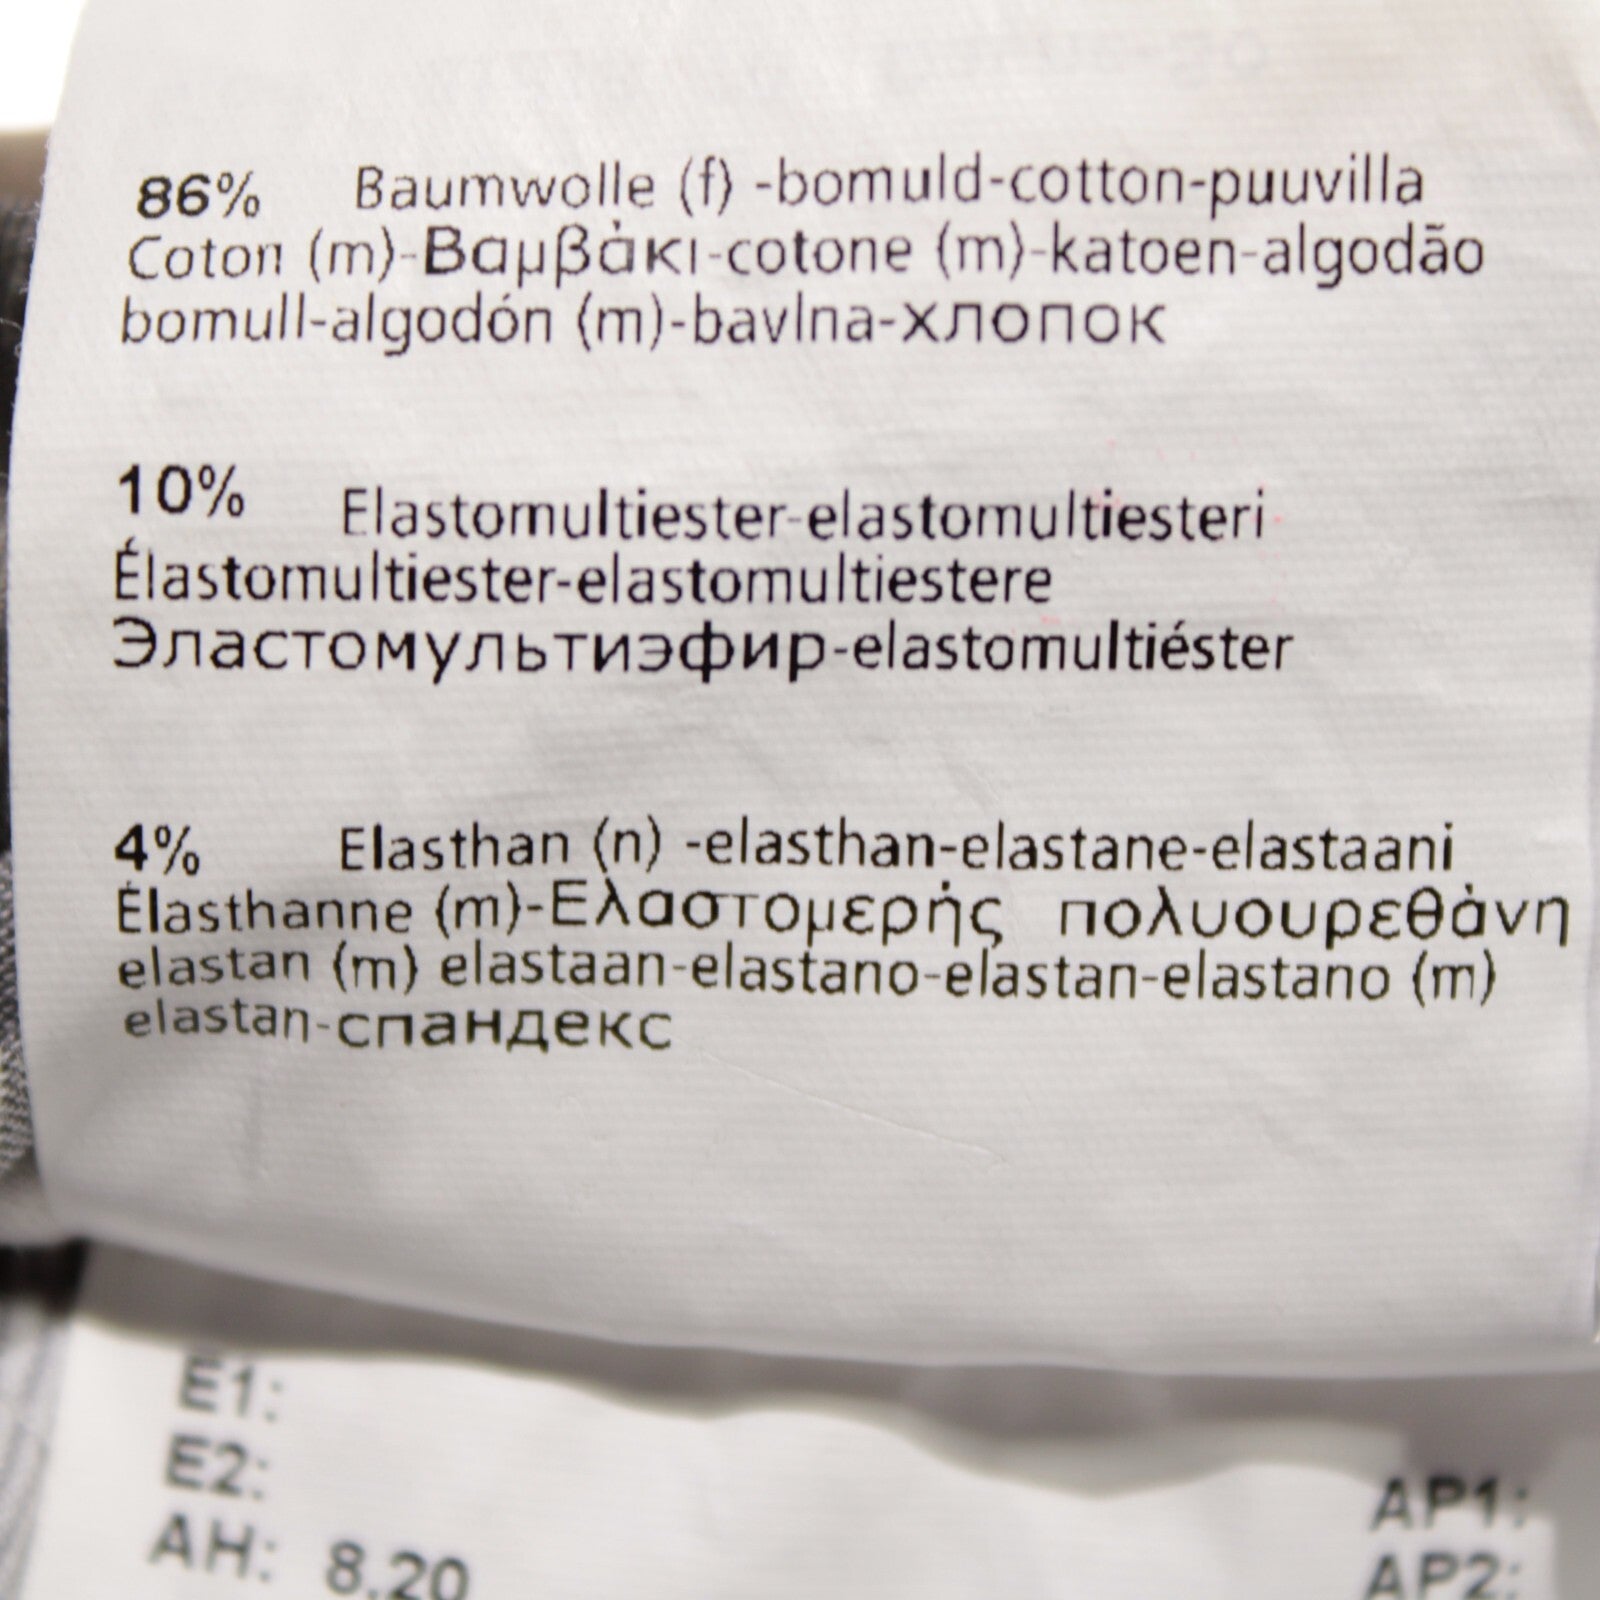 86% Baumwolle (f) -bomuld-cotton-puuvilla
Coton (m)-Βαμβάκι-cotone (m)-katoen-algodão
bomull-algodón (m)-bavlna-хлопок
10% Elastomultiester-elastomultiesteri
Élastomultiester-elastomultiestere
Эластомультиэфир-elastomultiéster
4% Elasthan (n) -elasthan-elastane-elastaani
Élasthanne (m)-Ελαστομερής πολυουρεθάνη
elastan (m) elastaan-elastano-elastan-elastano (m)
elastan-спандекс
E1:
E2:
AH: 8.20
AP1:
AP2: